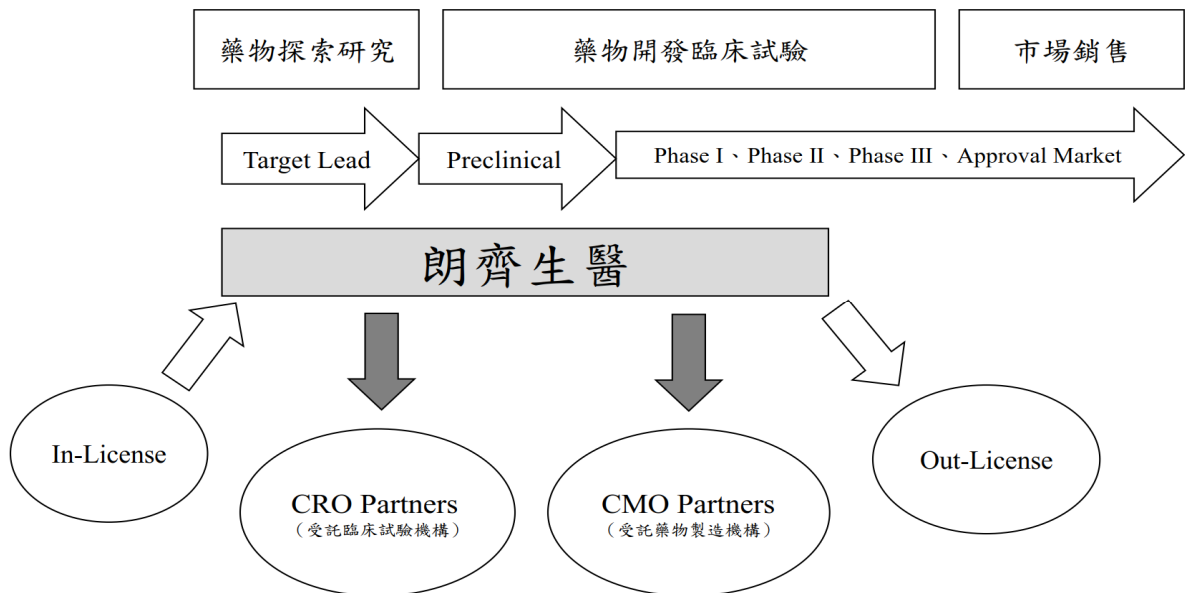 藥物探索研究
藥物開發臨床試驗
市場銷售
Target Lead
Preclinical
Phase I、Phase II、Phase III、Approval Market
朗齊生醫
In-License
CRO Partners
（受託臨床試驗機構）
CMO Partners
（受託藥物製造機構）
Out-License